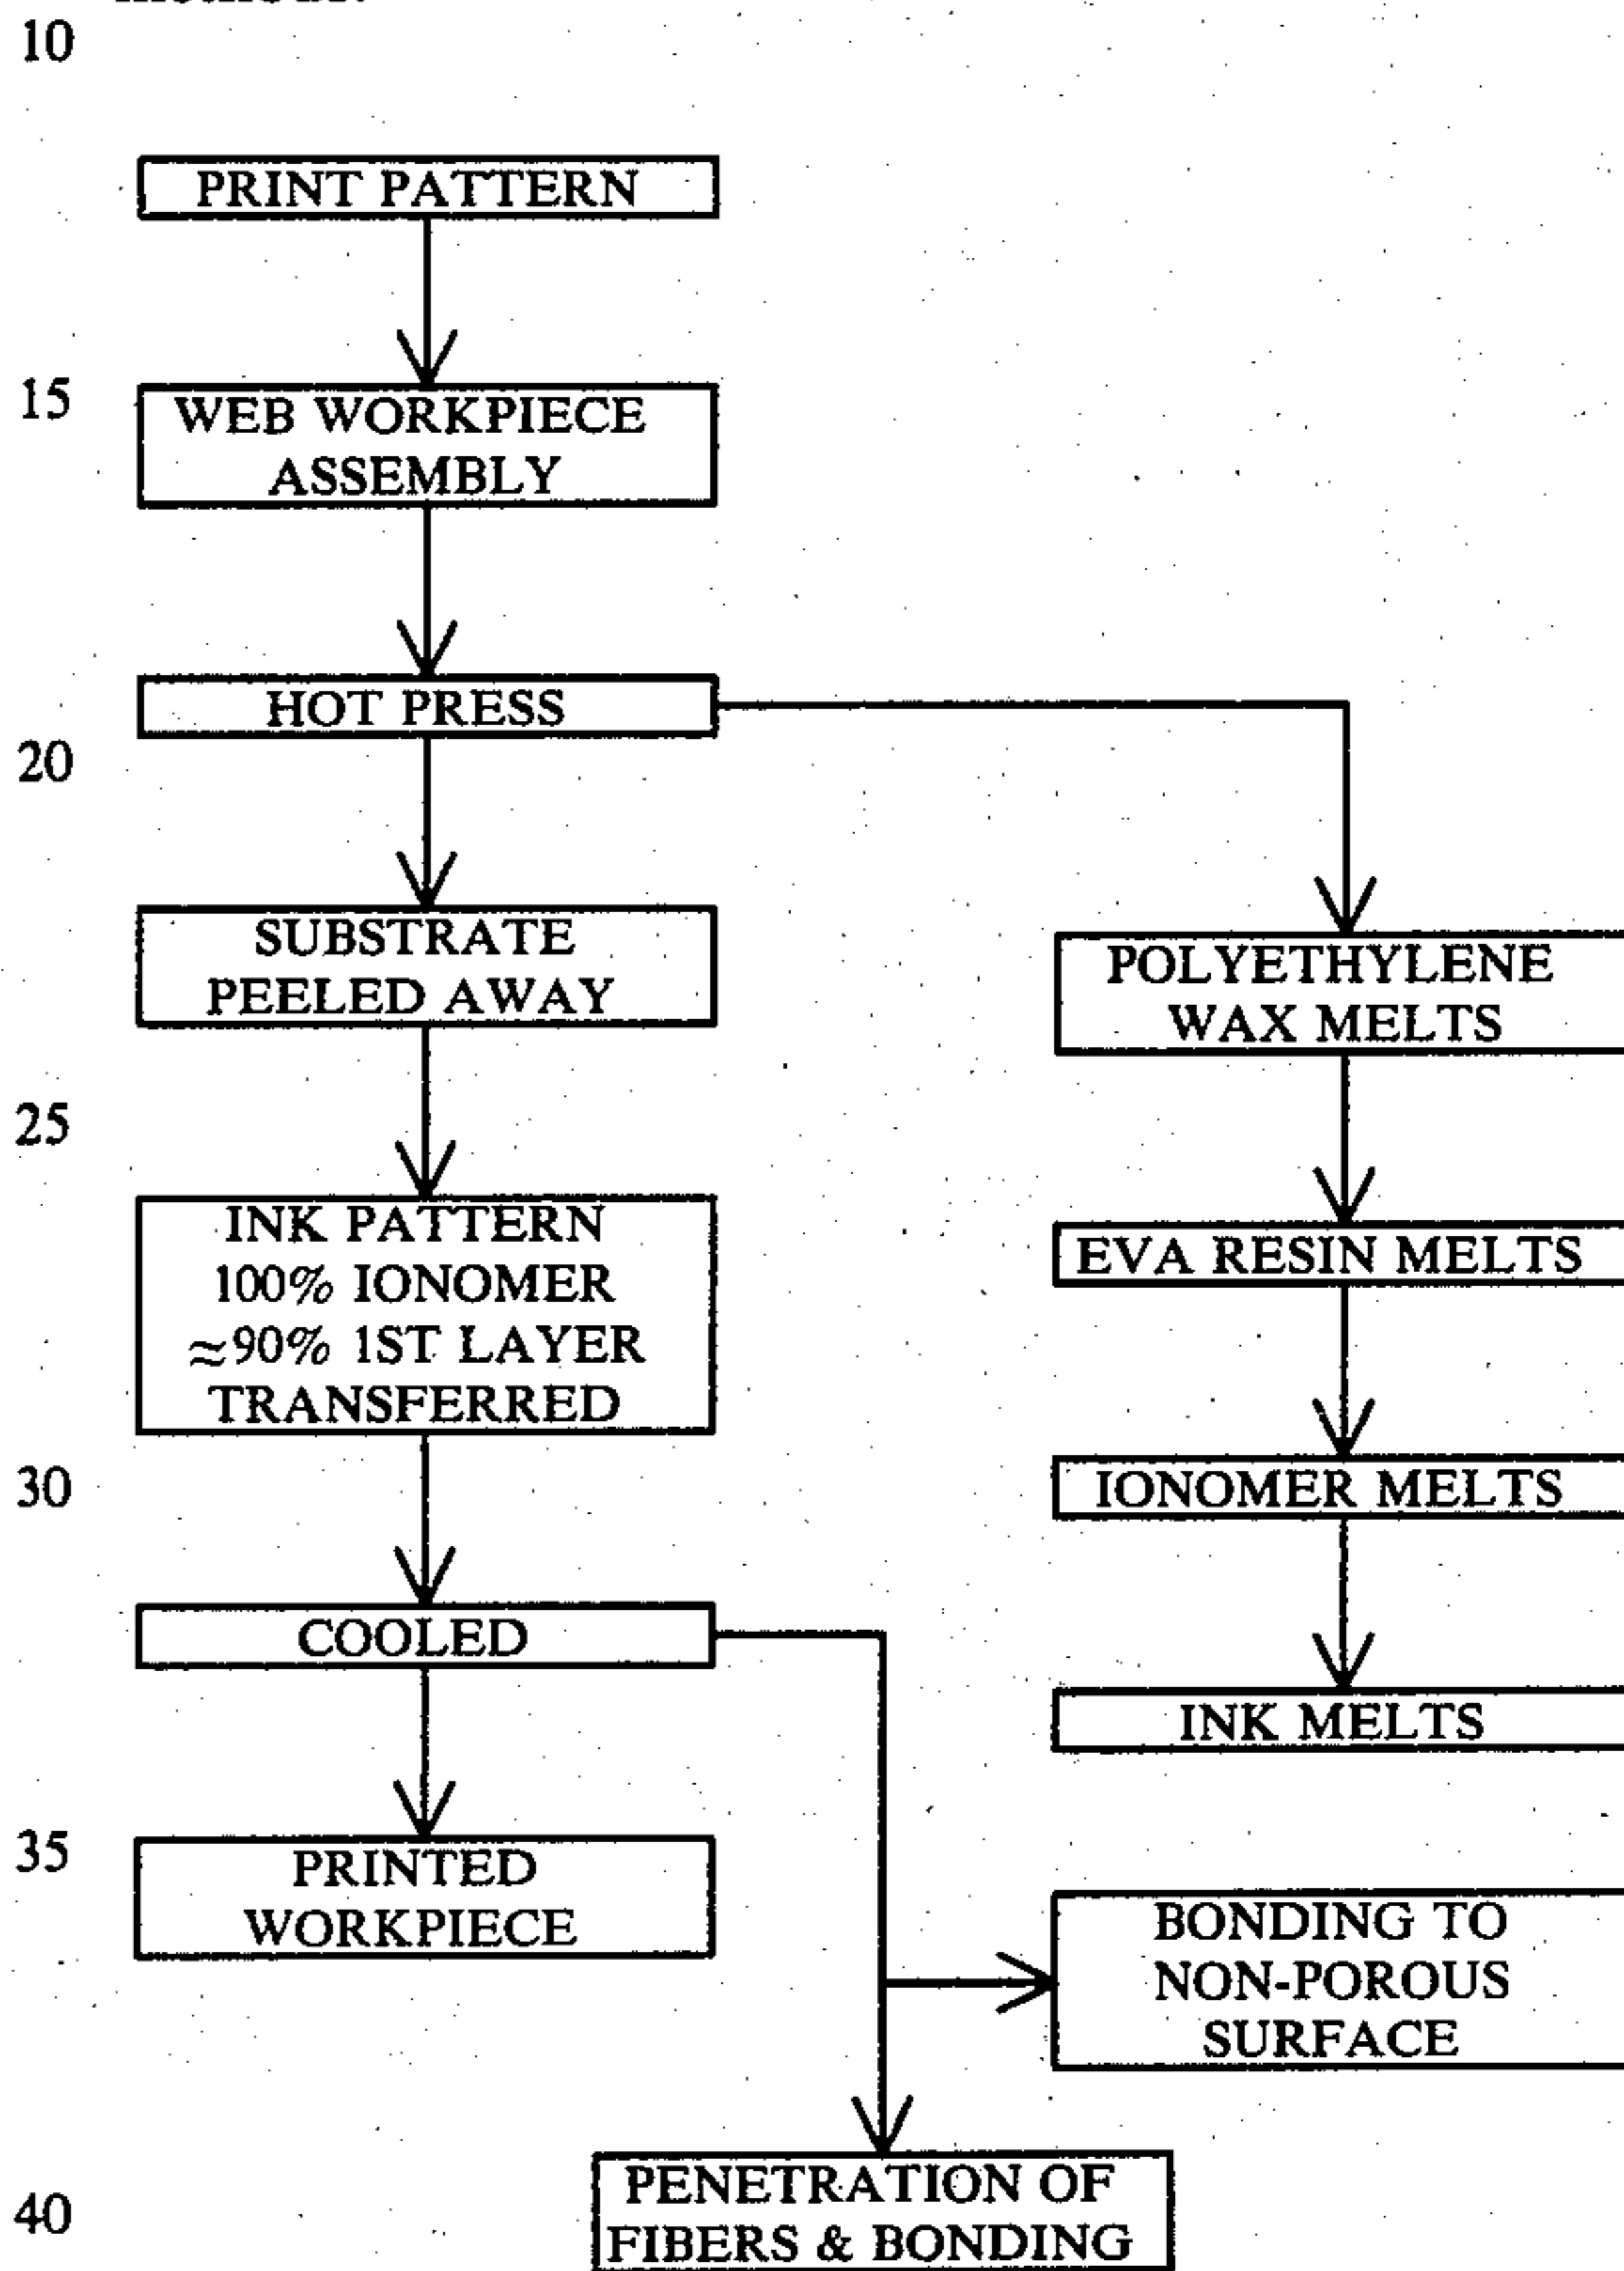 10
PRINT PATTERN
15
WEB WORKPIECE
ASSEMBLY
HOT PRESS
20
SUBSTRATE
PEELED AWAY
POLYETHYLENE
WAX MELTS
25
INK PATTERN
100% IONOMER
≈90% 1ST LAYER
TRANSFERRED
EVA RESIN MELTS
30
IONOMER MELTS
COOLED
INK MELTS
35
PRINTED
WORKPIECE
BONDING TO
NON-POROUS
SURFACE
40
PENETRATION OF
FIBERS & BONDING